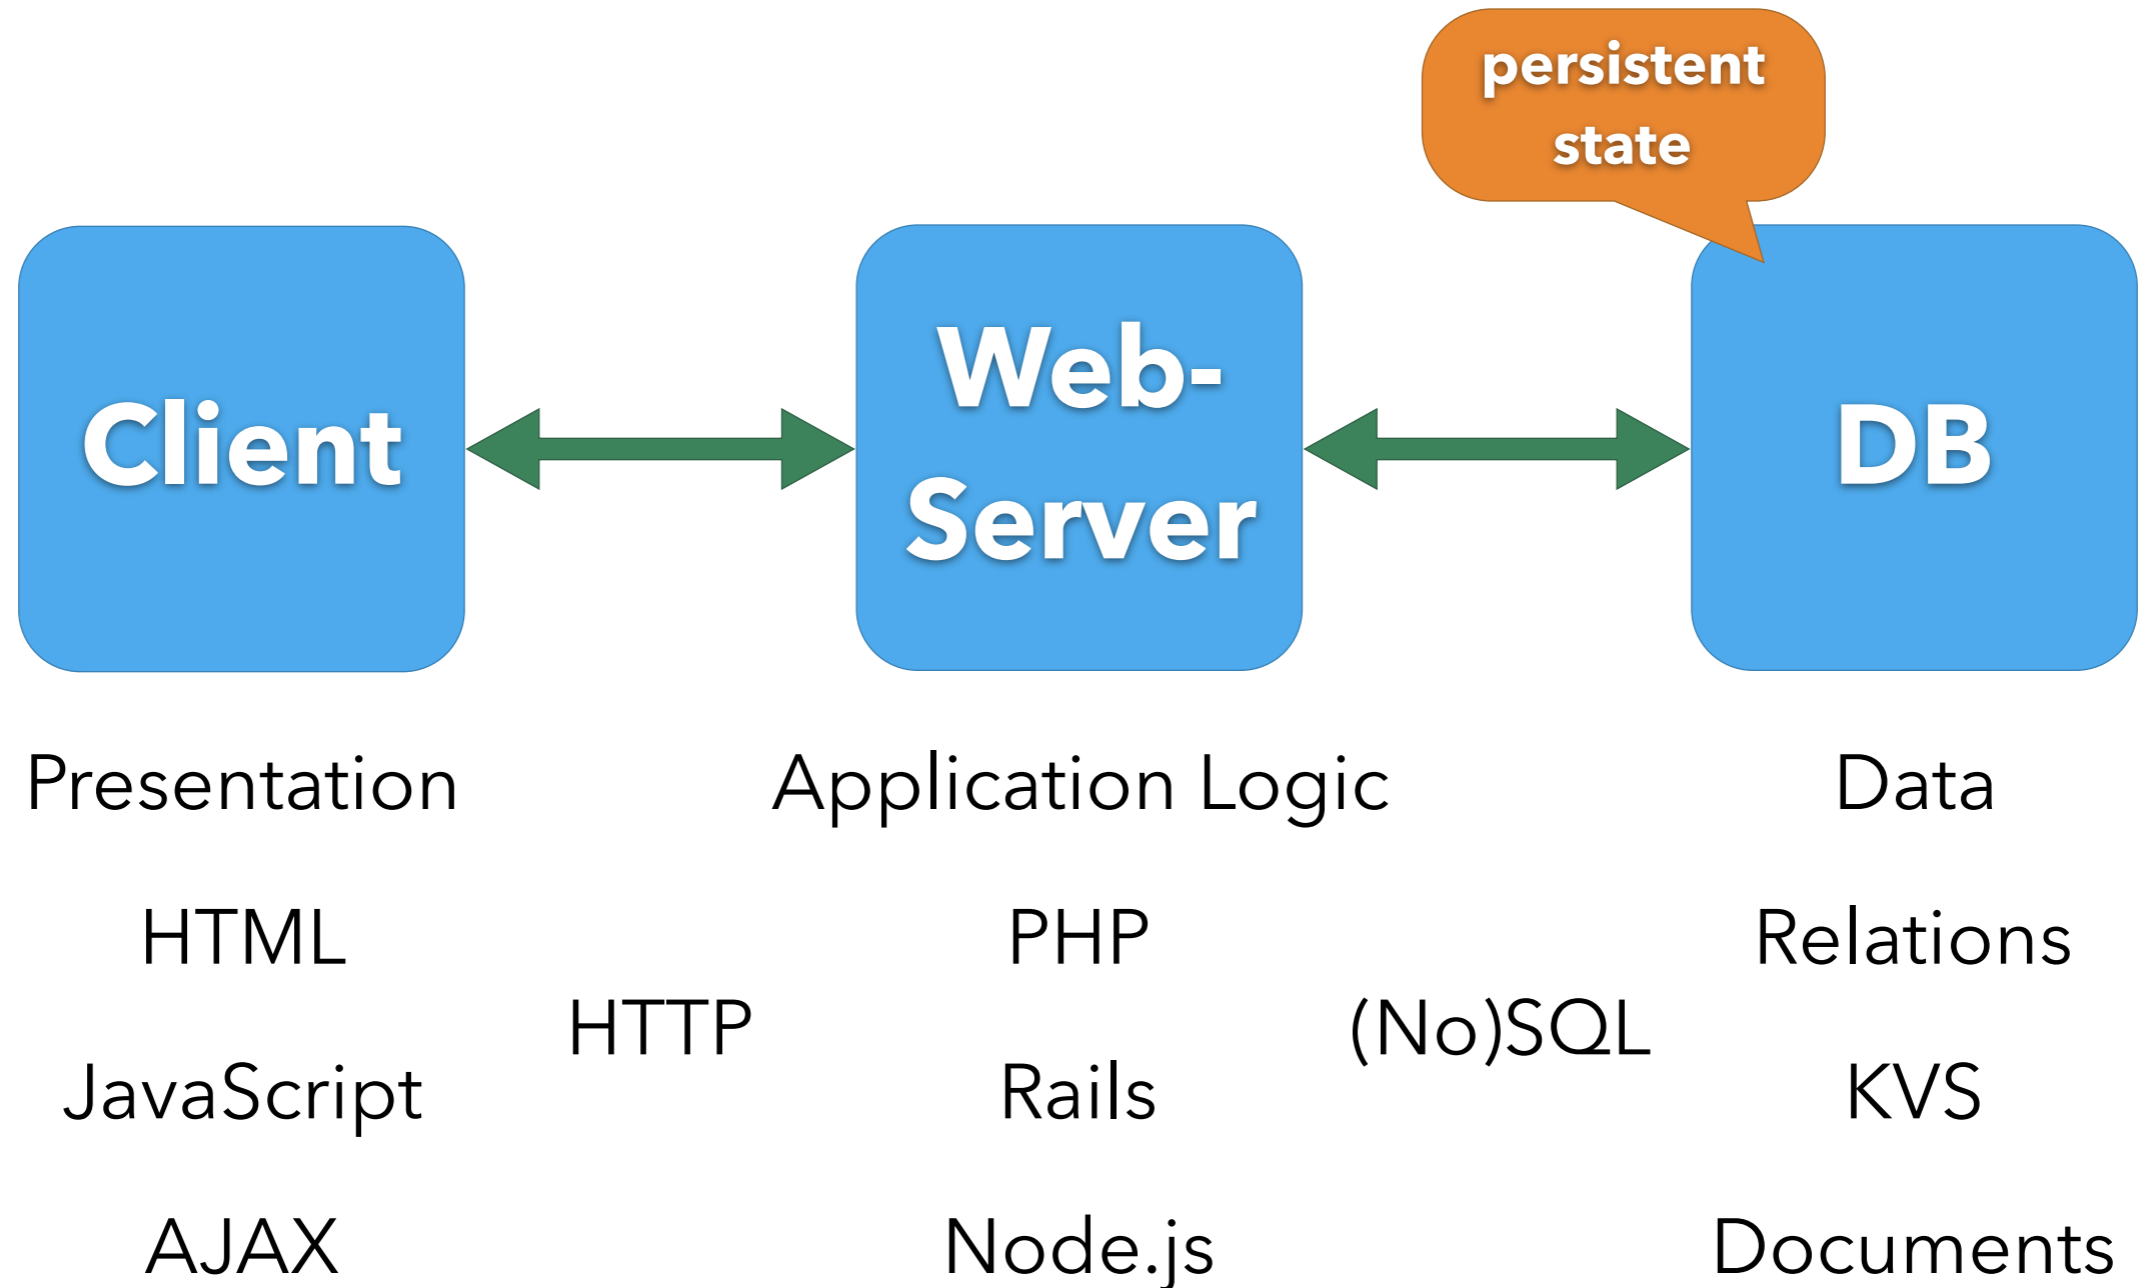 persistent
state
Client
Web-
Server
DB
Presentation
Application Logic
Data
HTML
PHP
Relations
HTTP
(No)SQL
JavaScript
Rails
KVS
AJAX
Node.js
Documents